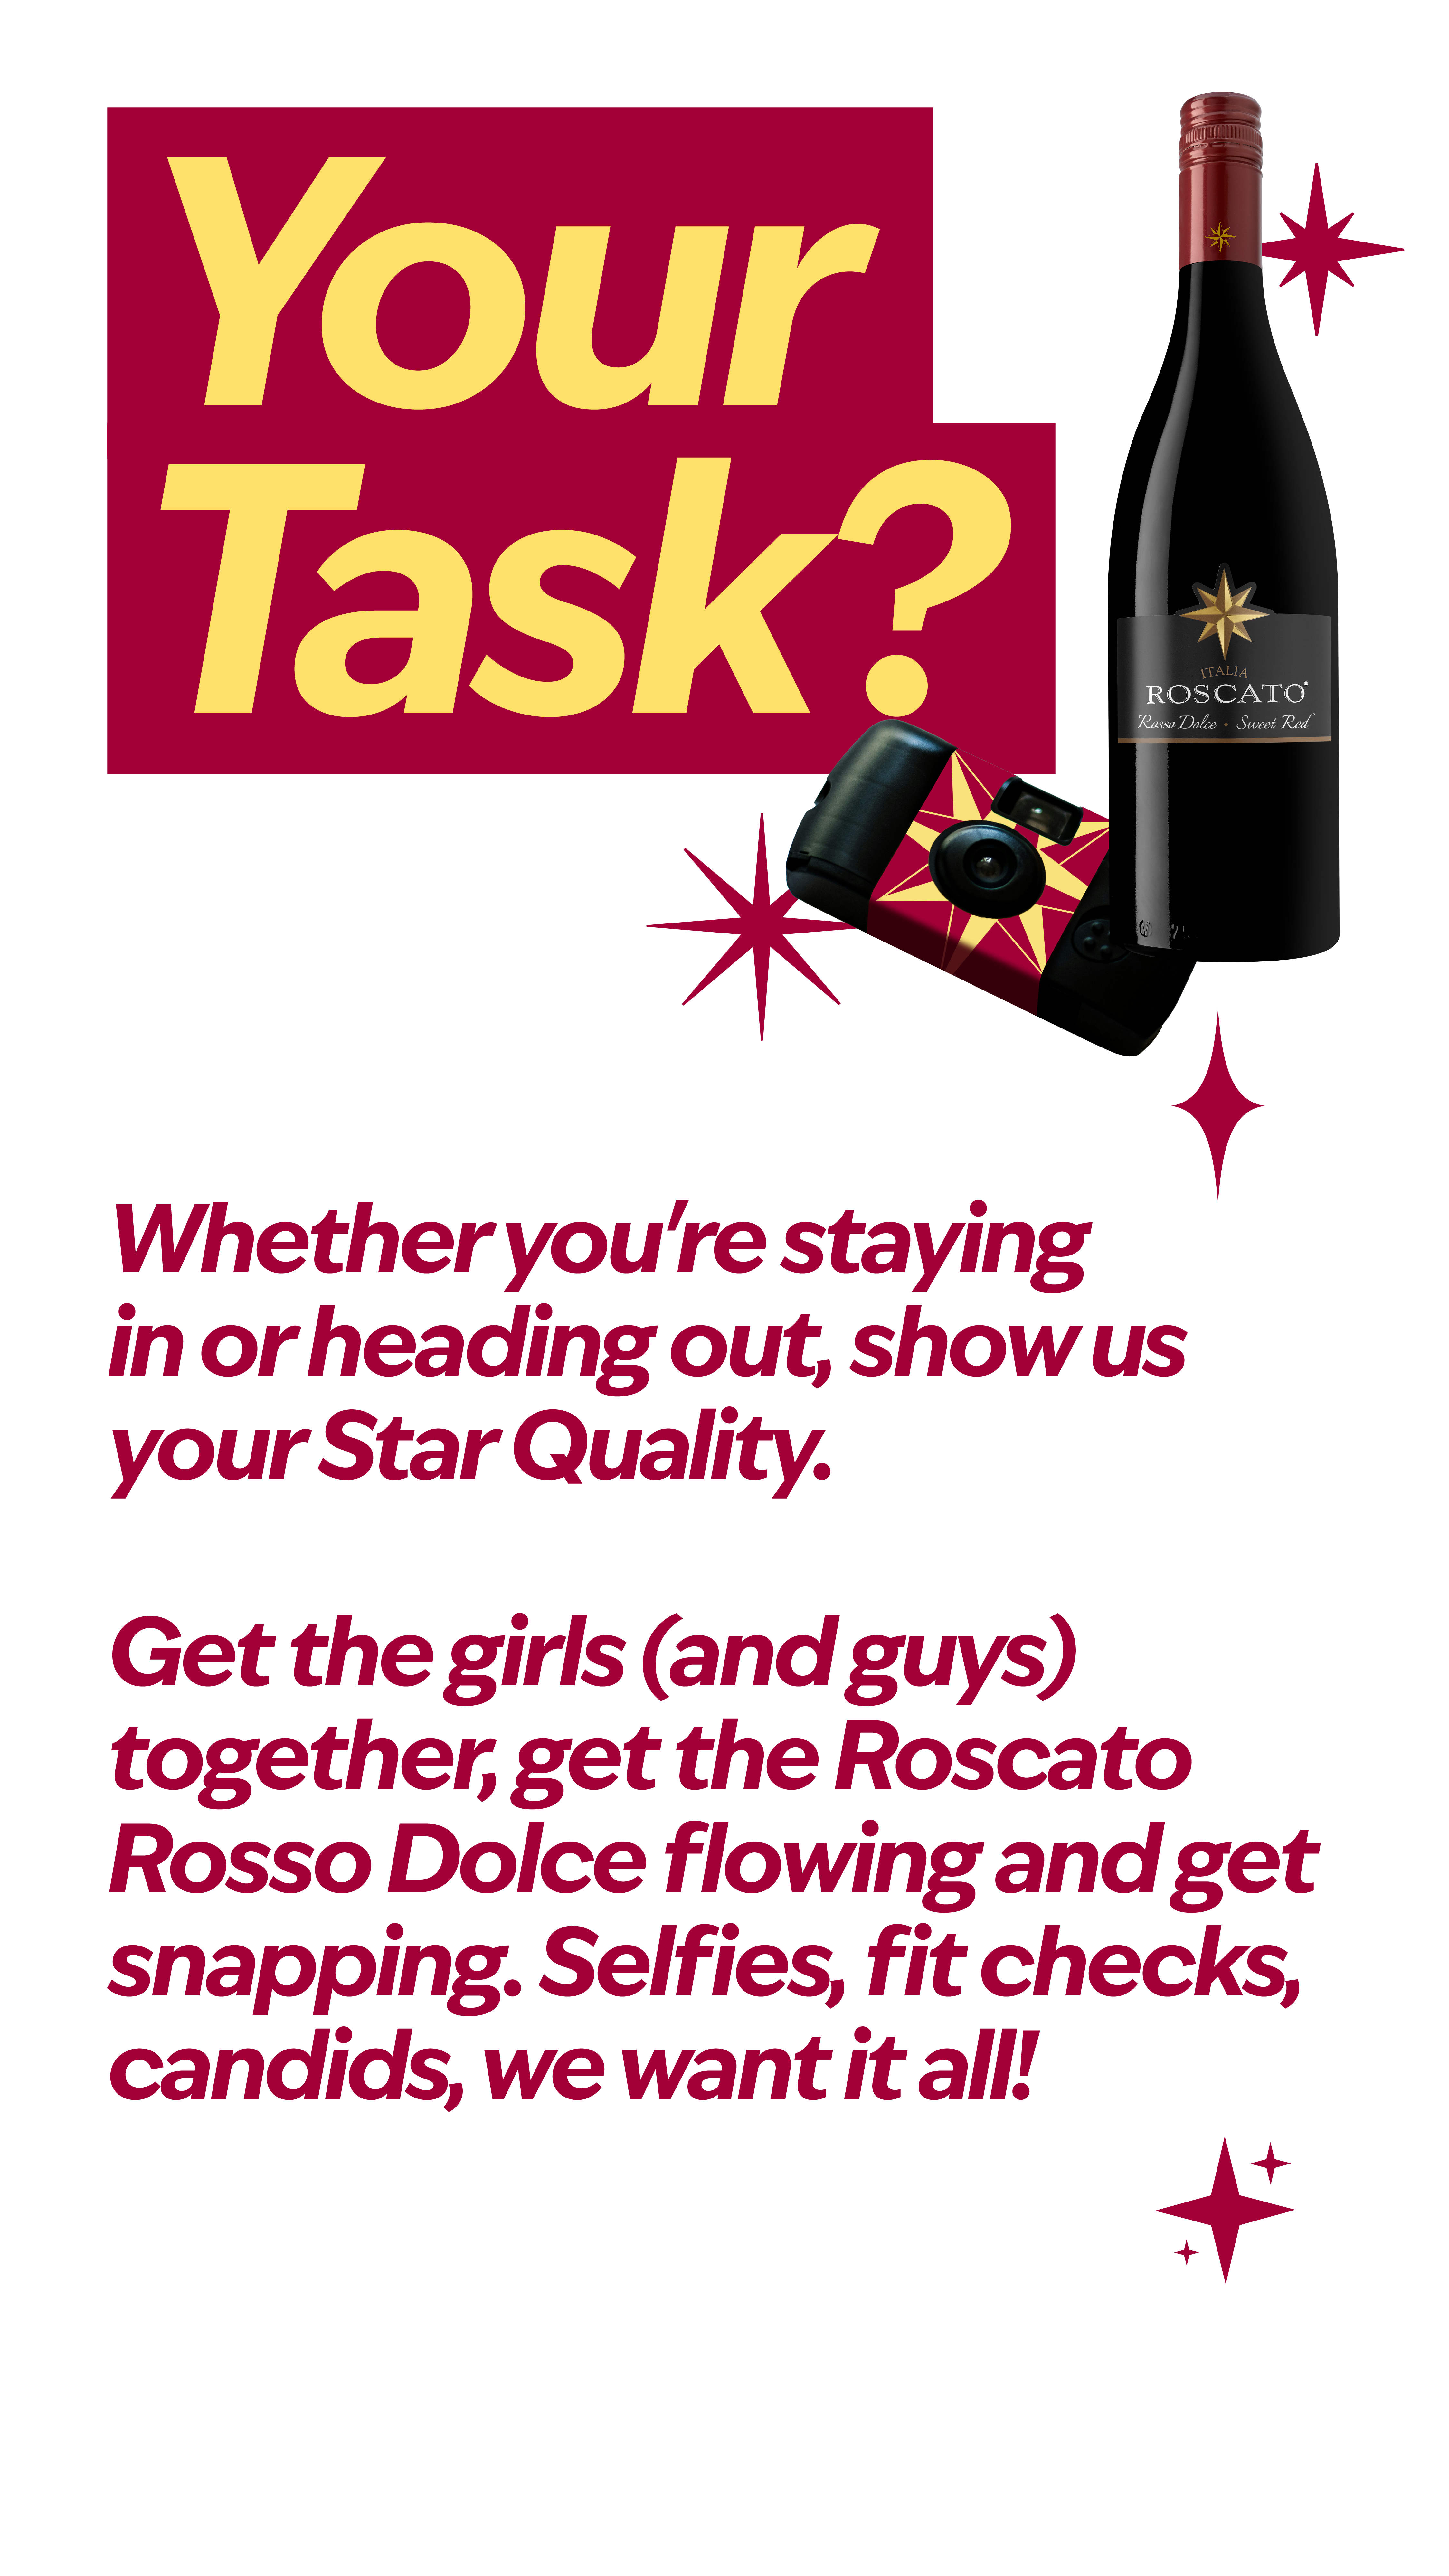 Your
Task?
ITALIA
ROSCATO®
Rosso Dolce • Sweet Red
Whether you're staying
in or heading out, show us
your Star Quality.
Get the girls (and guys)
together, get the Roscato
Rosso Dolce flowing and get
snapping. Selfies, fit checks,
candids, we want it all!